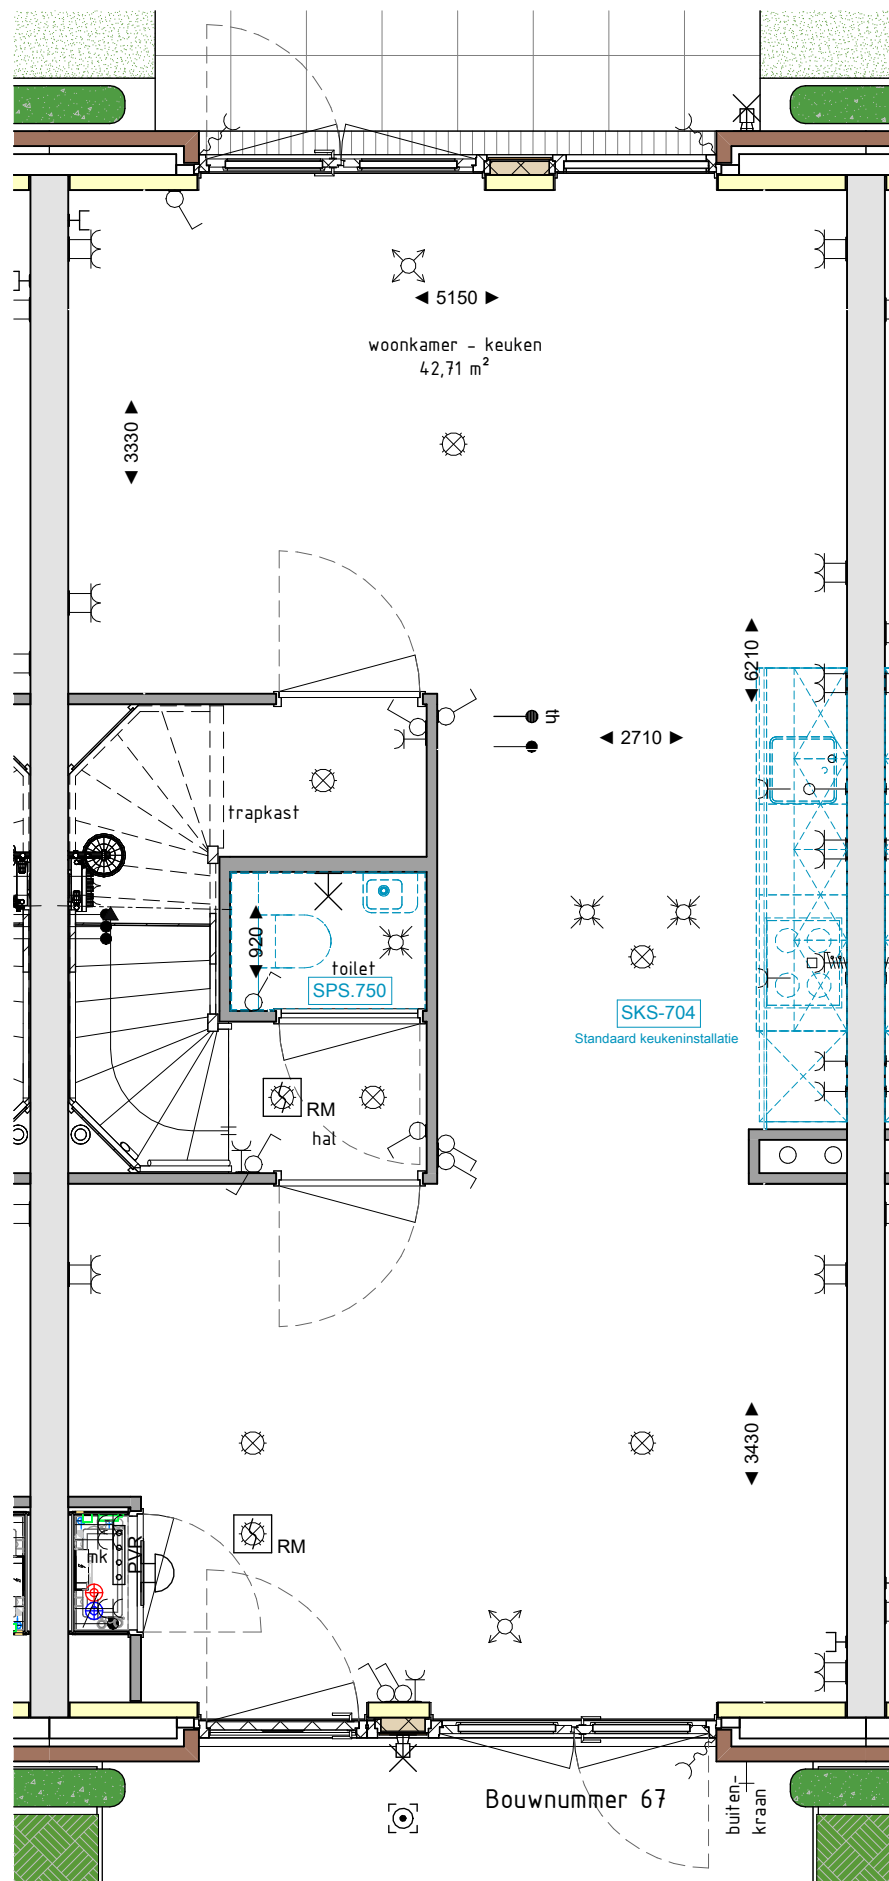 5150
woonkamer - keuken
42,71 m²
3330
6210
th
2710
trapkast
920
toilet
SPS.750
SKS-704
Standaard keukeninstallatie
RM
hal
3430
RM
mk
PVR
Bouwnummer 67
buiten-
kraan